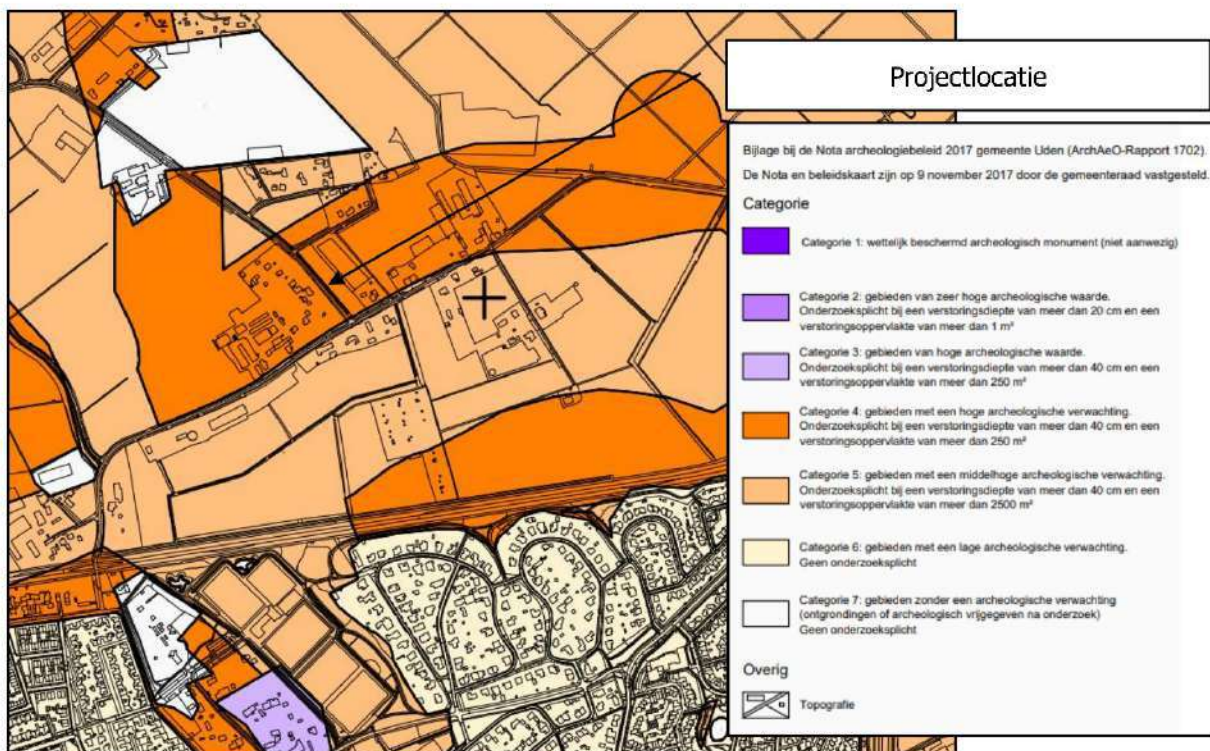 Projectlocatie
Bijlage bij de Nota archeologiebeleid 2017 gemeente Uden (ArchAeO-Rapport 1702).
De Nota en beleidskaart zijn op 9 november 2017 door de gemeenteraad vastgesteld.
Categorie
Categorie 1: wettelijk beschermd archeologisch monument (niet aanwezig)
Categorie 2: gebieden van zeer hoge archeologische waarde.
Onderzoeksplicht bij een verstoringsdiepte van meer dan 20 cm en een
verstoringsoppervlakte van meer dan 1 m²
Categorie 3: gebieden van hoge archeologische waarde.
Onderzoeksplicht bij een verstoringsdiepte van meer dan 40 cm en een
verstoringsoppervlakte van meer dan 250 m²
Categorie 4: gebieden met een hoge archeologische verwachting.
Onderzoeksplicht bij een verstoringsdiepte van meer dan 40 cm en een
verstoringsoppervlakte van meer dan 250 m²
Categorie 5: gebieden met een middelhoge archeologische verwachting.
Onderzoeksplicht bij een verstoringsdiepte van meer dan 40 cm en een
verstoringsoppervlakte van meer dan 2500 m²
Categorie 6: gebieden met een lage archeologische verwachting.
Geen onderzoeksplicht
Categorie 7: gebieden zonder een archeologische verwachting
(ontgrondingen of archeologisch vrijgegeven na onderzoek)
Geen onderzoeksplicht
Overig
Topografie